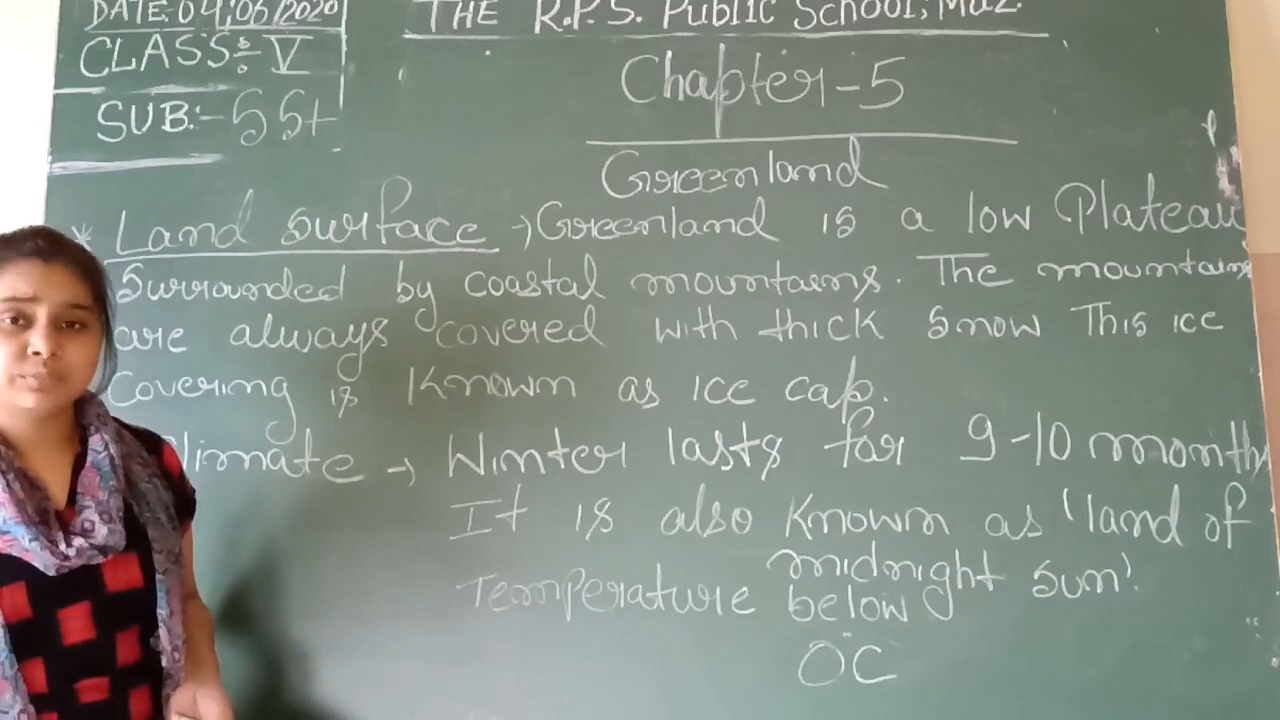 DATE:04/06/2020
THE R.P.S. Public School, Muz.
CLASS:- V
SUB:- SSt
Chapter-5
Greenland
* Land surface → Greenland is a low Plateau
surrounded by coastal mountains. The mountains
are always covered with thick snow This ice
covering is known as ice cap.
Climate → Winter lasts for 9-10 months
It is also known as 'land of
midnight sun'.
Temperature below
0C